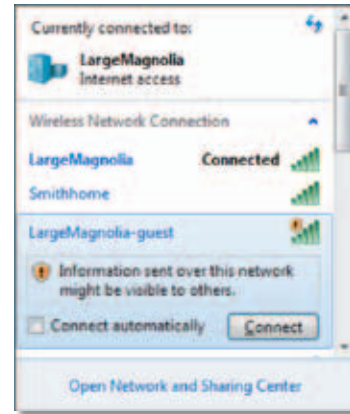 Currently connected to:
LargeMagnolia
Internet access
Wireless Network Connection
LargeMagnolia Connected
Smithhome
LargeMagnolia-guest
Information sent over this network
might be visible to others.
Connect automatically Connect
Open Network and Sharing Center